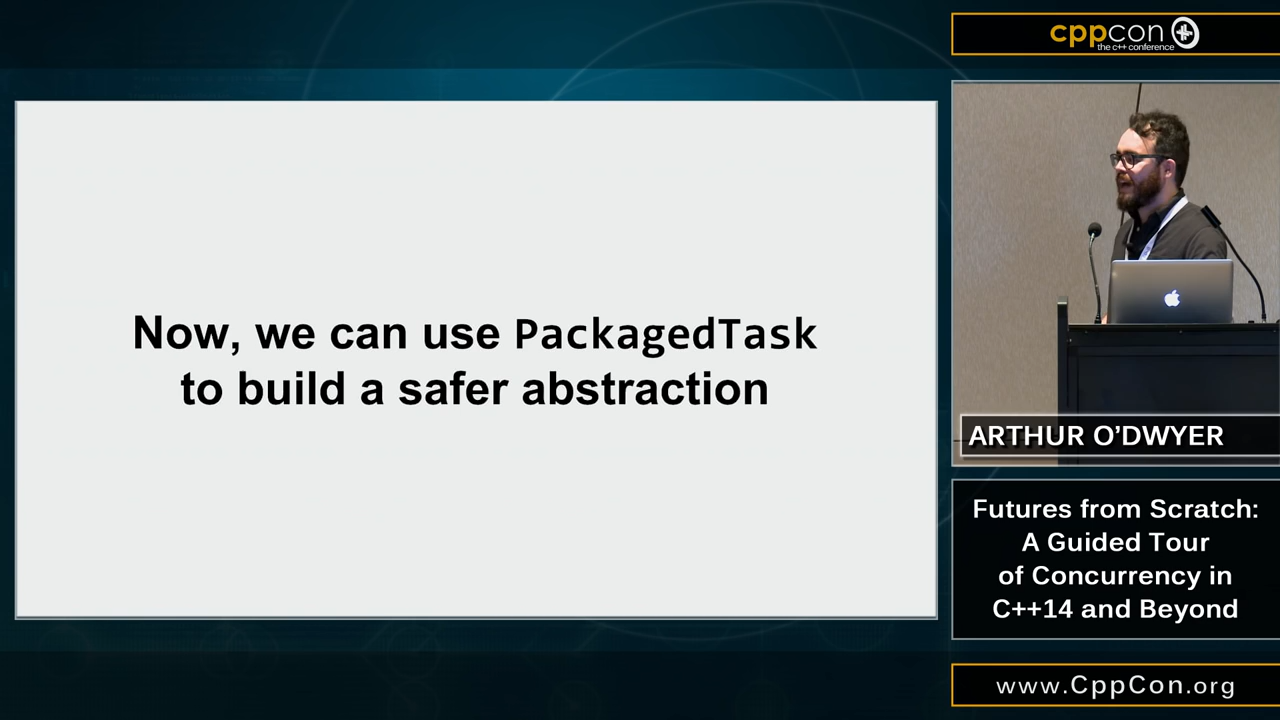 cppcon
the c++ conference
Now, we can use PackagedTask
to build a safer abstraction
ARTHUR O'DWYER
Futures from Scratch:
A Guided Tour
of Concurrency in
C++14 and Beyond
www.CppCon.org